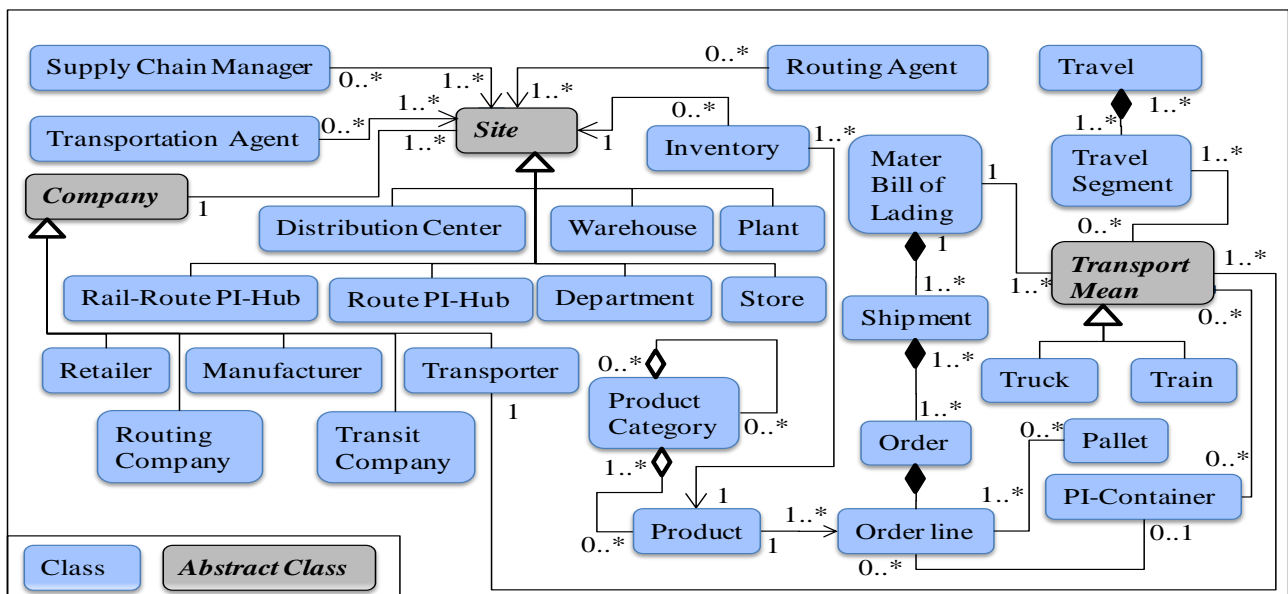 Supply Chain Manager
0..*
1..*
0..*
Routing Agent
1..*
Travel
1..*
Transportation Agent
0..*
1..*
Site
1..*
1
0..*
Inventory
1..*
Mater
Bill of
Lading
1
1..*
Travel
Segment
1..*
Company
1
Distribution Center
Warehouse
Plant
1
0..*
Transport
Mean
1..*
1..*
0..*
Rail-Route PI-Hub
Route PI-Hub
Department
Store
1..*
Shipment
1..*
Truck
Train
Retailer
Manufacturer
Transporter
1
0..*
Product
Category
0..*
1..*
Routing
Company
Transit
Company
1..*
Order
0..*
Pallet
0..*
PI-Container
1..*
0..1
0..*
Product
1
1
1..*
Order line
0..*
Class
Abstract Class